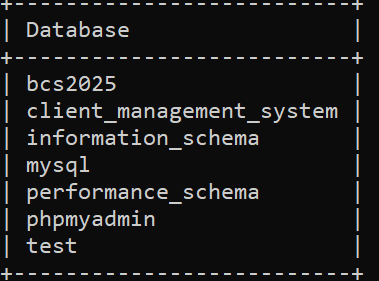 +---------------------------+
| Database                  |
+---------------------------+
| bcs2025                   |
| client_management_system |
| information_schema        |
| mysql                     |
| performance_schema        |
| phpmyadmin                |
| test                      |
+---------------------------+